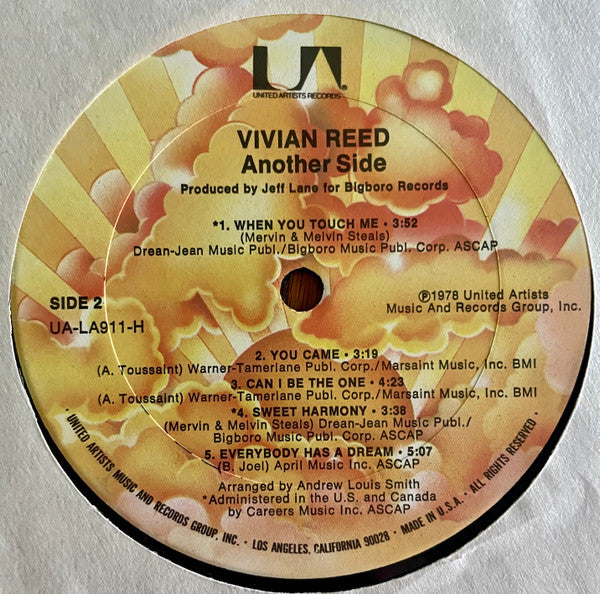 UA
UNITED ARTISTS RECORDS
VIVIAN REED
Another Side
Produced by Jeff Lane for Bigboro Records
*1. WHEN YOU TOUCH ME • 3:52
(Mervin & Melvin Steals)
Drean-Jean Music Publ./Bigboro Music Publ. Corp. ASCAP
SIDE 2
UA-LA911-H
℗1978 United Artists
Music And Records Group, Inc.
2. YOU CAME • 3:19
(A. Toussaint) Warner-Tamerlane Publ. Corp./Marsaint Music, Inc. BMI
3. CAN I BE THE ONE • 4:23
(A. Toussaint) Warner-Tamerlane Publ. Corp./Marsaint Music, Inc. BMI
*4. SWEET HARMONY • 3:38
(Mervin & Melvin Steals) Drean-Jean Music Publ./
Bigboro Music Publ. Corp. ASCAP
5. EVERYBODY HAS A DREAM • 5:07
(B. Joel) April Music Inc. ASCAP
Arranged by Andrew Louis Smith
*Administered in the U.S. and Canada
by Careers Music Inc. ASCAP
• UNITED ARTISTS MUSIC AND RECORDS GROUP, INC. • LOS ANGELES, CALIFORNIA 90028 • MADE IN U.S.A. • ALL RIGHTS RESERVED •